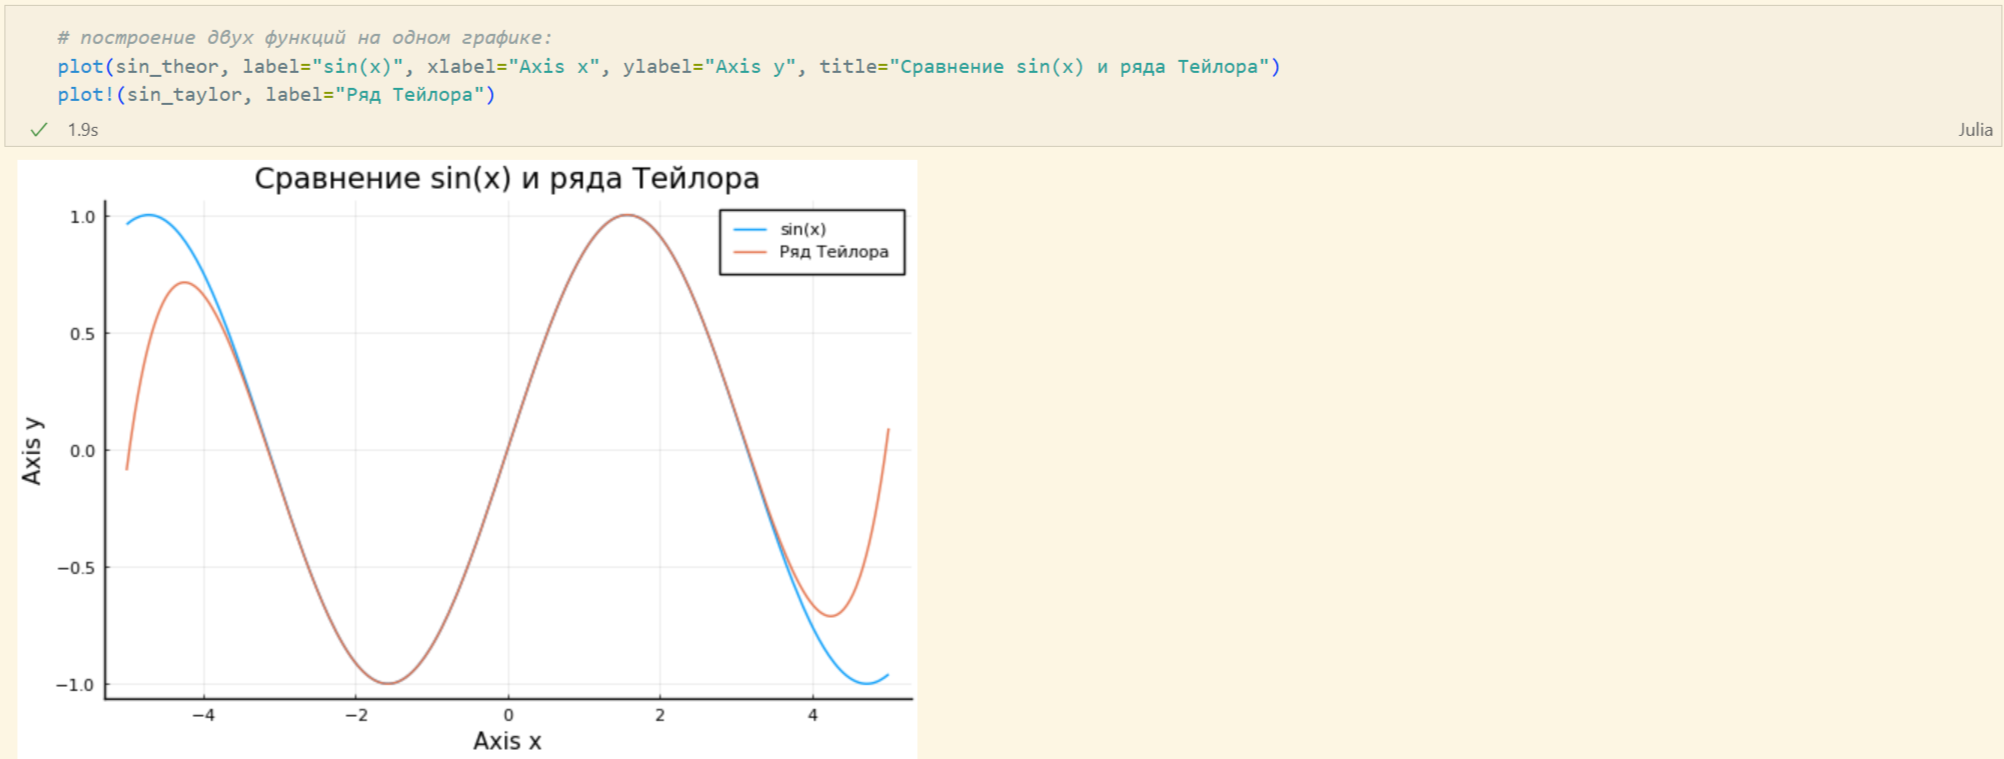 # построение двух функций на одном графике:
plot(sin_theor, label="sin(x)", xlabel="Axis x", ylabel="Axis y", title="Сравнение sin(x) и ряда Тейлора")
plot!(sin_taylor, label="Ряд Тейлора")
1.9s
Julia
Сравнение sin(x) и ряда Тейлора
sin(x)
Ряд Тейлора
1.0
0.5
0.0
−0.5
−1.0
Axis y
−4
−2
0
2
4
Axis x